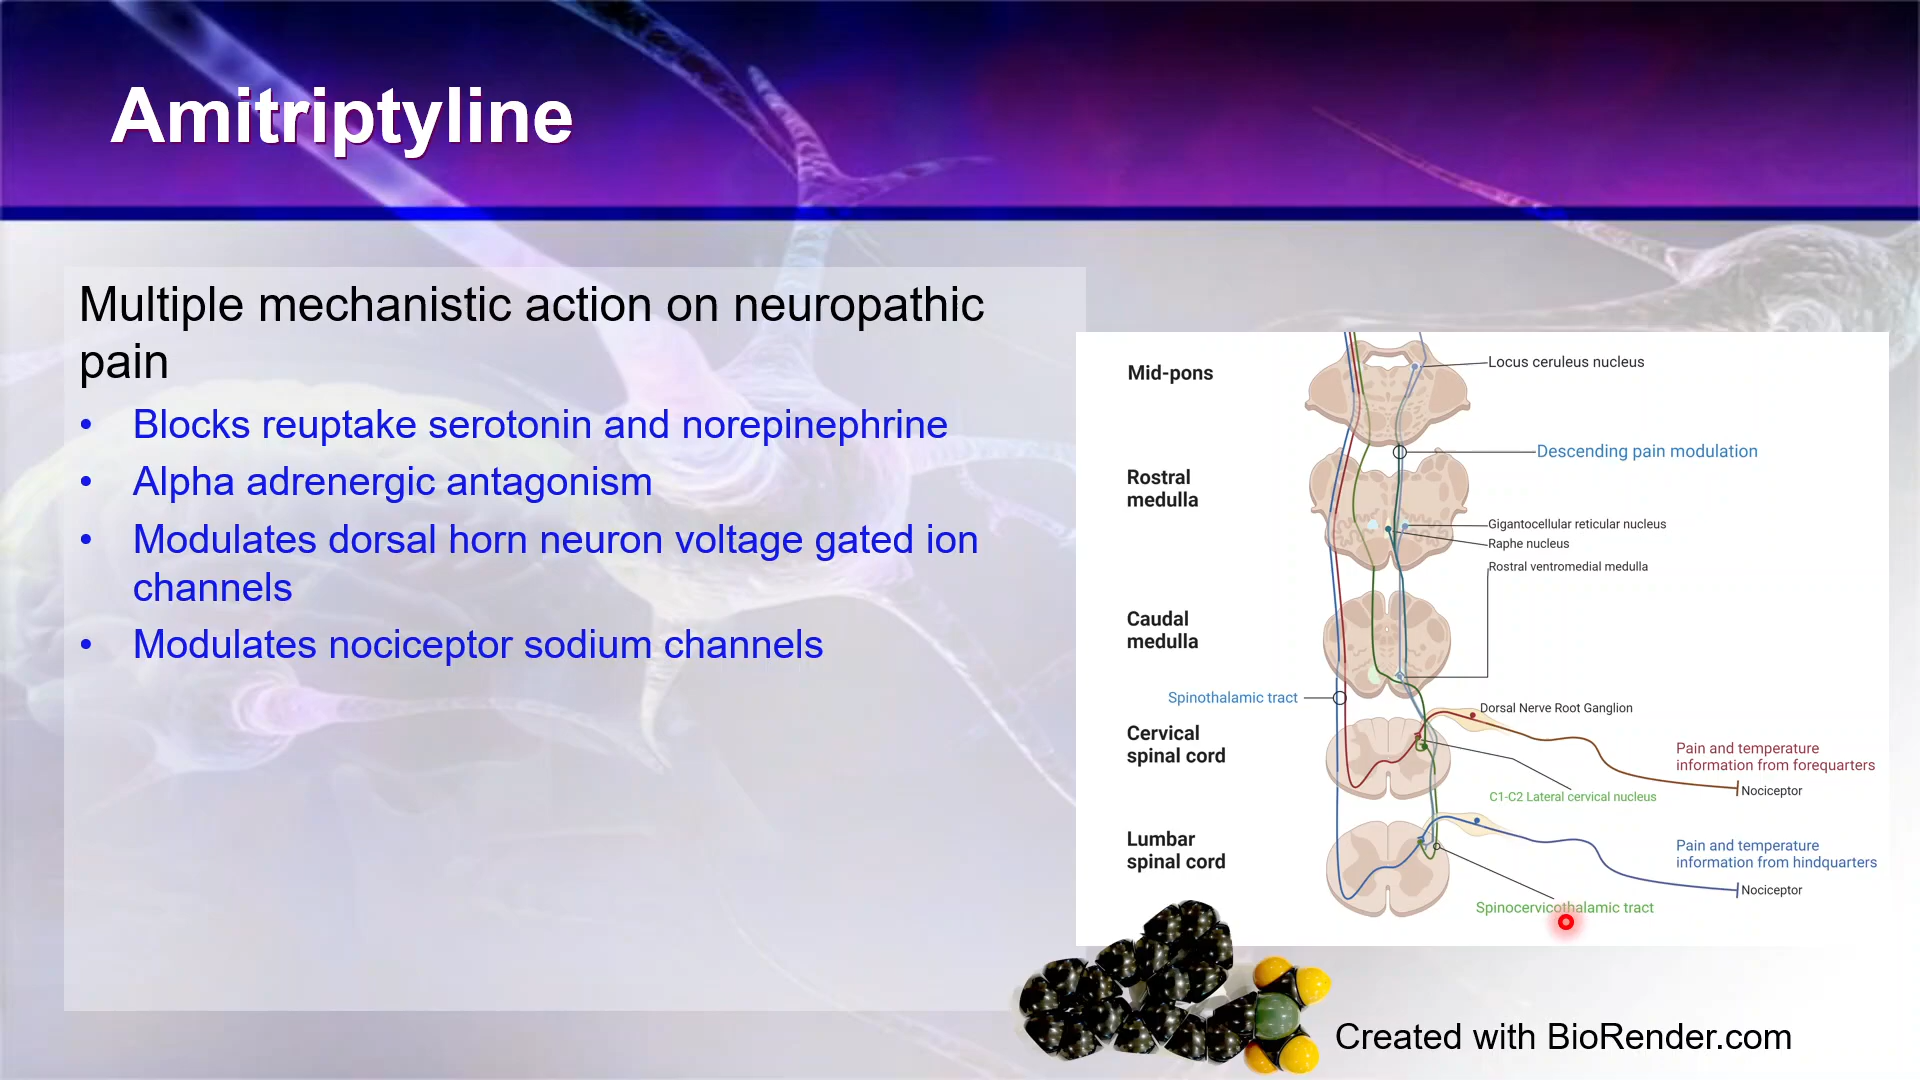 Amitriptyline
Multiple mechanistic action on neuropathic
pain
• Blocks reuptake serotonin and norepinephrine
• Alpha adrenergic antagonism
• Modulates dorsal horn neuron voltage gated ion
channels
• Modulates nociceptor sodium channels
Mid-pons
Locus ceruleus nucleus
Descending pain modulation
Rostral
medulla
Gigantocellular reticular nucleus
Raphe nucleus
Rostral ventromedial medulla
Caudal
medulla
Spinothalamic tract
Dorsal Nerve Root Ganglion
Cervical
spinal cord
Pain and temperature
information from forequarters
Nociceptor
C1-C2 Lateral cervical nucleus
Lumbar
spinal cord
Pain and temperature
information from hindquarters
Nociceptor
Spinocervicothalamic tract
Created with BioRender.com